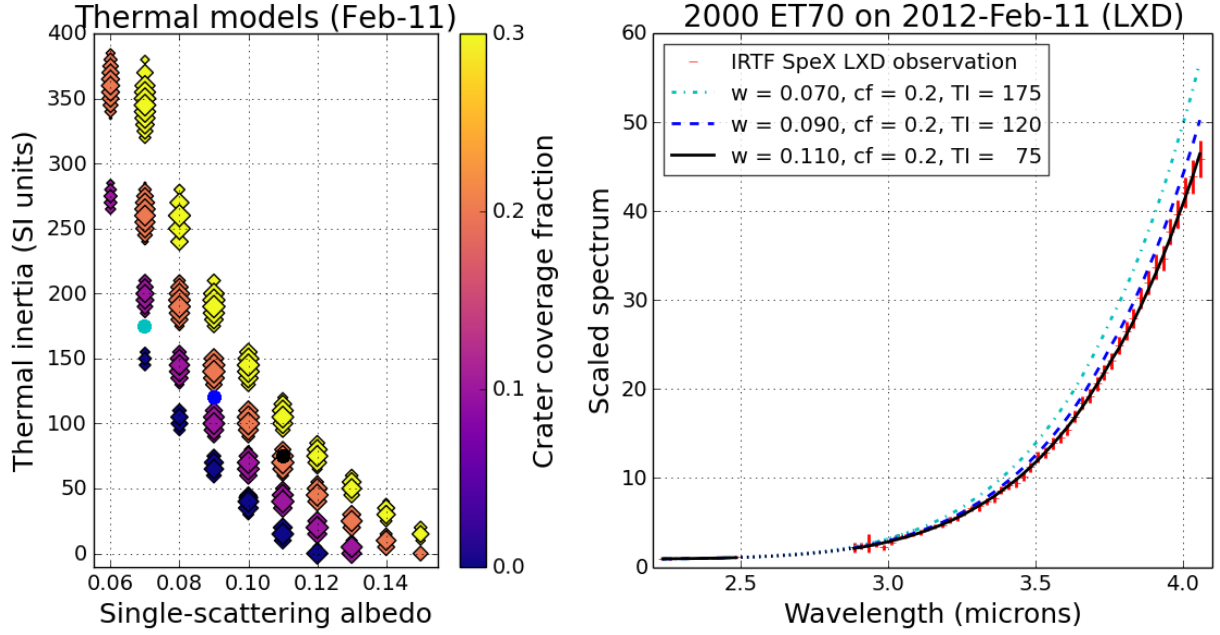 Thermal models (Feb-11)
400
350
300
250
200
150
100
50
0
0.06 0.08 0.10 0.12 0.14
Single-scattering albedo
Thermal inertia (SI units)
0.3
0.2
0.1
0.0
Crater coverage fraction
2000 ET70 on 2012-Feb-11 (LXD)
IRTF SpeX LXD observation
w = 0.070, cf = 0.2, TI = 175
w = 0.090, cf = 0.2, TI = 120
w = 0.110, cf = 0.2, TI = 75
60
50
40
30
20
10
0
2.5 3.0 3.5 4.0
Wavelength (microns)
Scaled spectrum